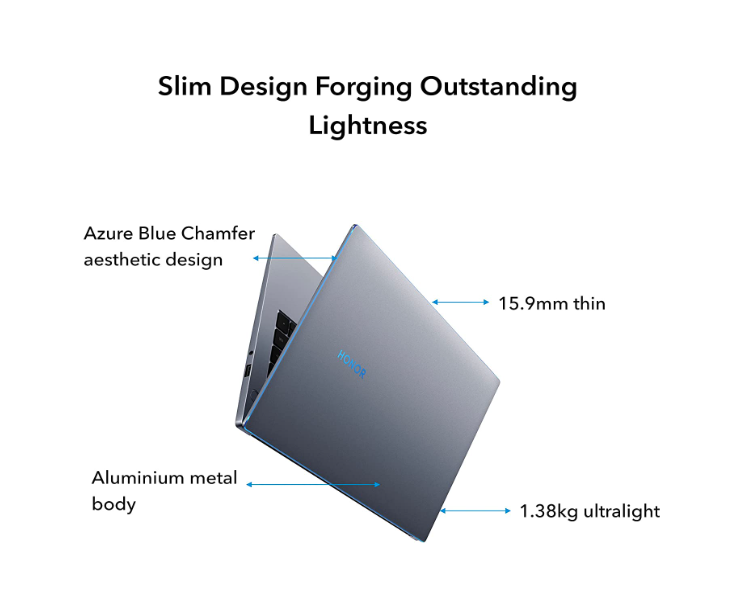 Slim Design Forging Outstanding
Lightness
Azure Blue Chamfer
aesthetic design
15.9mm thin
HONOR
Aluminium metal
body
1.38kg ultralight